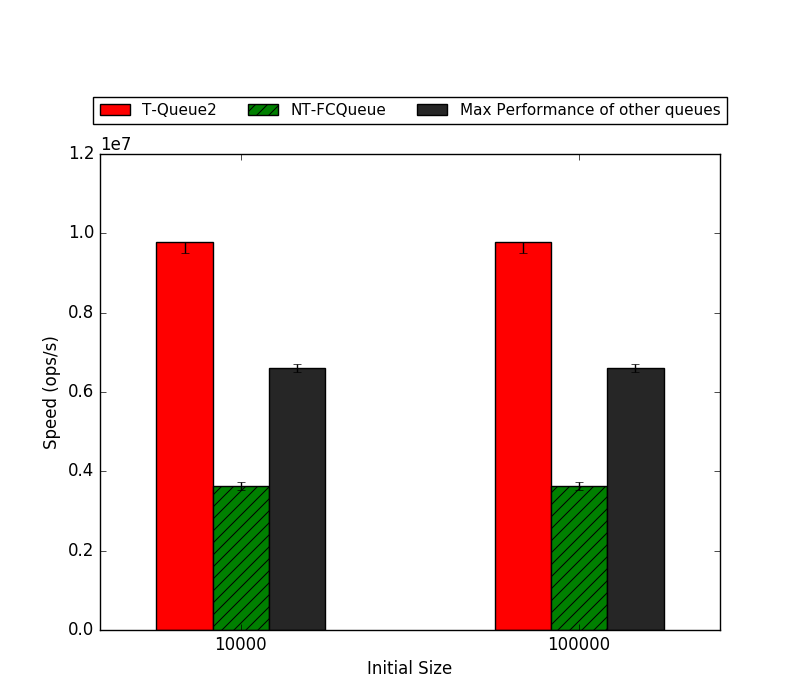 T-Queue2 NT-FCQueue Max Performance of other queues
1e7
1.2
1.0
0.8
0.6
0.4
0.2
0.0
Speed (ops/s)
10000 100000
Initial Size